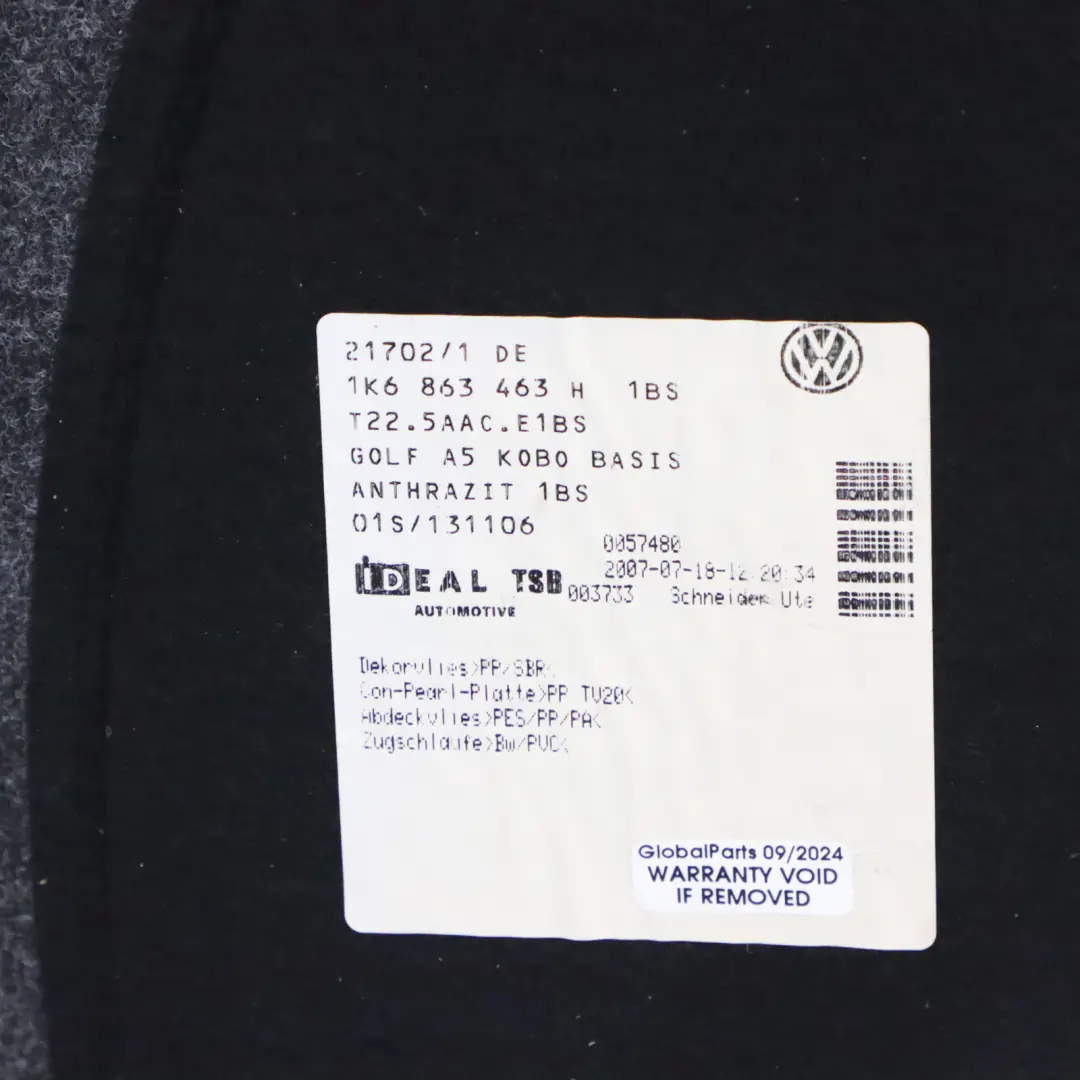 21702/1 DE
1K6 863 463 H 1BS
T22.5AAC.E1BS
GOLF A5 KOBO BASIS
ANTHRAZIT 1BS
01S/131106
0057480
2007-07-18-12:20:34
003733 Schneider Ute
IDEAL TSB
AUTOMOTIVE
Dekorvlies>PP/SBR<
Con-Pearl-Platte>PP TV20<
Abdeckvlies>PES/PP/PA<
Zugschlaufe>Bw/PVC<
VW
GlobalParts 09/2024
WARRANTY VOID
IF REMOVED